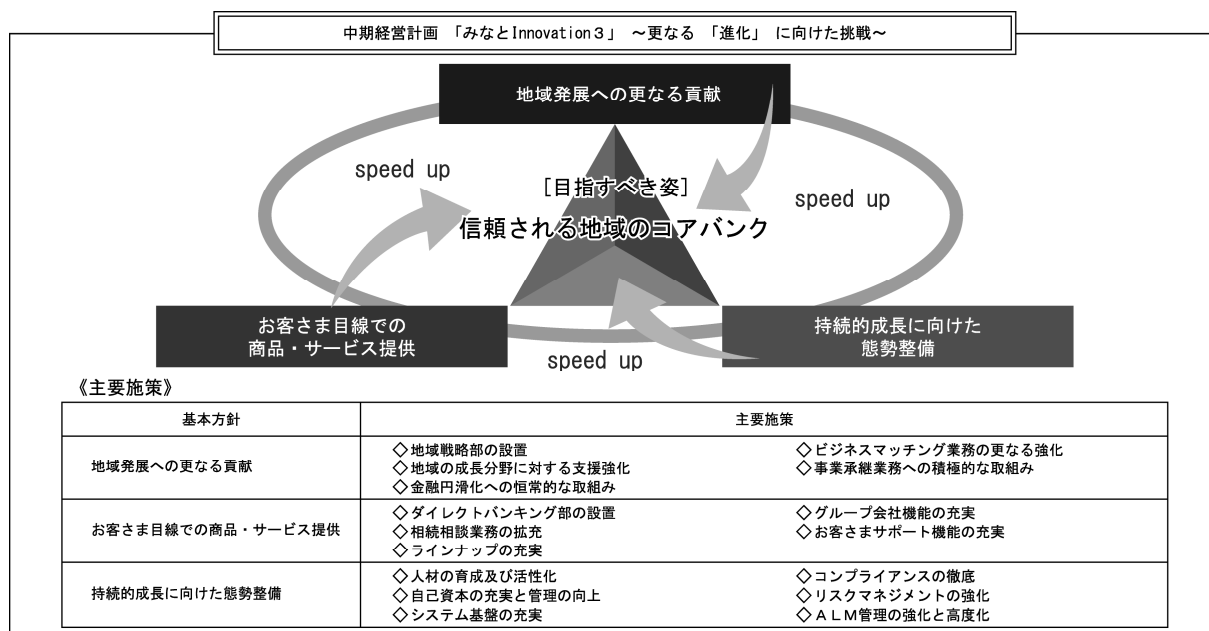 中期経営計画 「みなとInnovation3」 ~更なる 「進化」 に向けた挑戦~
地域発展への更なる貢献
speed up
[目指すべき姿]
speed up
信頼される地域のコアバンク
お客さま目線での
商品・サービス提供
持続的成長に向けた
態勢整備
speed up
《主要施策》
基本方針
主要施策
地域発展への更なる貢献
◇地域戦略部の設置
◇地域の成長分野に対する支援強化
◇金融円滑化への恒常的な取組み
◇ビジネスマッチング業務の更なる強化
◇事業承継業務への積極的な取組み
お客さま目線での商品・サービス提供
◇ダイレクトバンキング部の設置
◇相続相談業務の拡充
◇ラインナップの充実
◇グループ会社機能の充実
◇お客さまサポート機能の充実
持続的成長に向けた態勢整備
◇人材の育成及び活性化
◇自己資本の充実と管理の向上
◇システム基盤の充実
◇コンプライアンスの徹底
◇リスクマネジメントの強化
◇ALM管理の強化と高度化